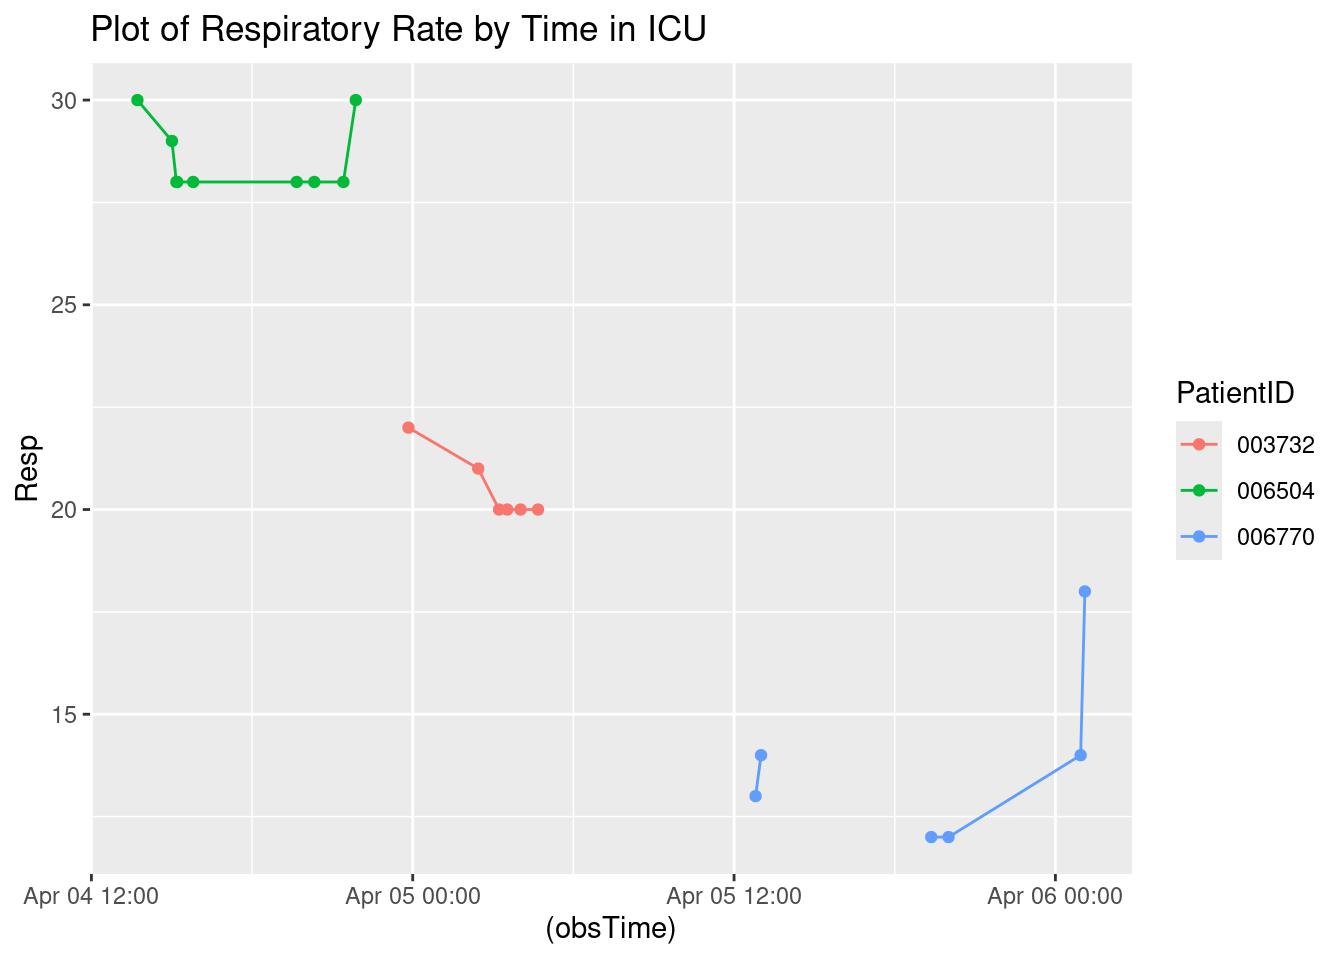 Plot of Respiratory Rate by Time in ICU
30
25
20
15
Resp
Apr 04 12:00
Apr 05 00:00
Apr 05 12:00
Apr 06 00:00
(obsTime)
PatientID
003732
006504
006770